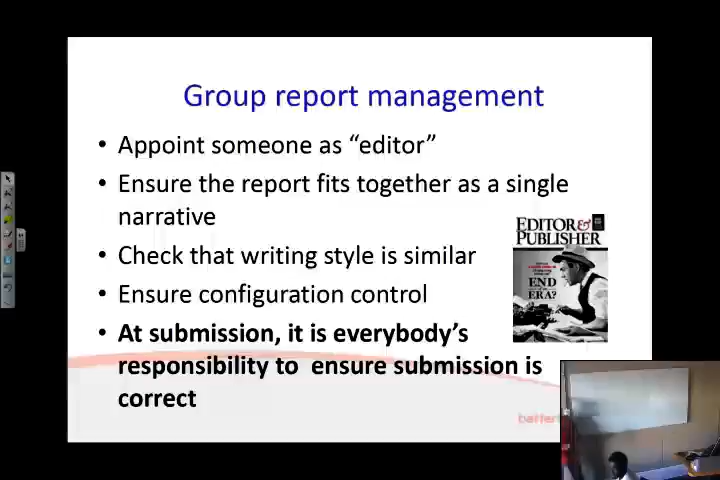 Group report management
• Appoint someone as “editor”
• Ensure the report fits together as a single
narrative
• Check that writing style is similar
• Ensure configuration control
• At submission, it is everybody’s
responsibility to ensure submission is
correct
EDITOR&
PUBLISHER
END
ERA?